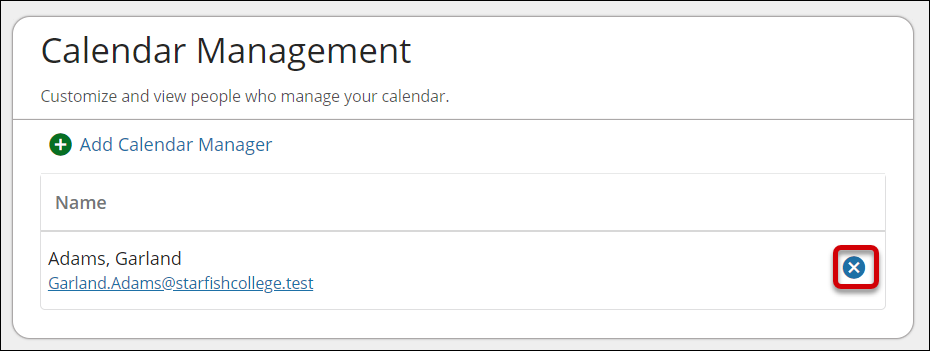 Calendar Management
Customize and view people who manage your calendar.
Add Calendar Manager
Name
Adams, Garland
Garland.Adams@starfishcollege.test